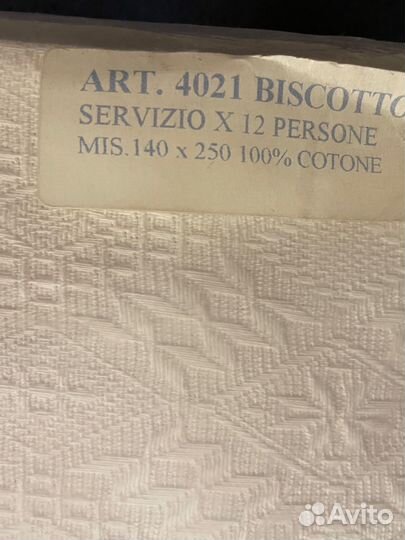 ART. 4021 BISCOTTO
SERVIZIO X 12 PERSONE
MIS.140 x 250 100% COTONE
Avito